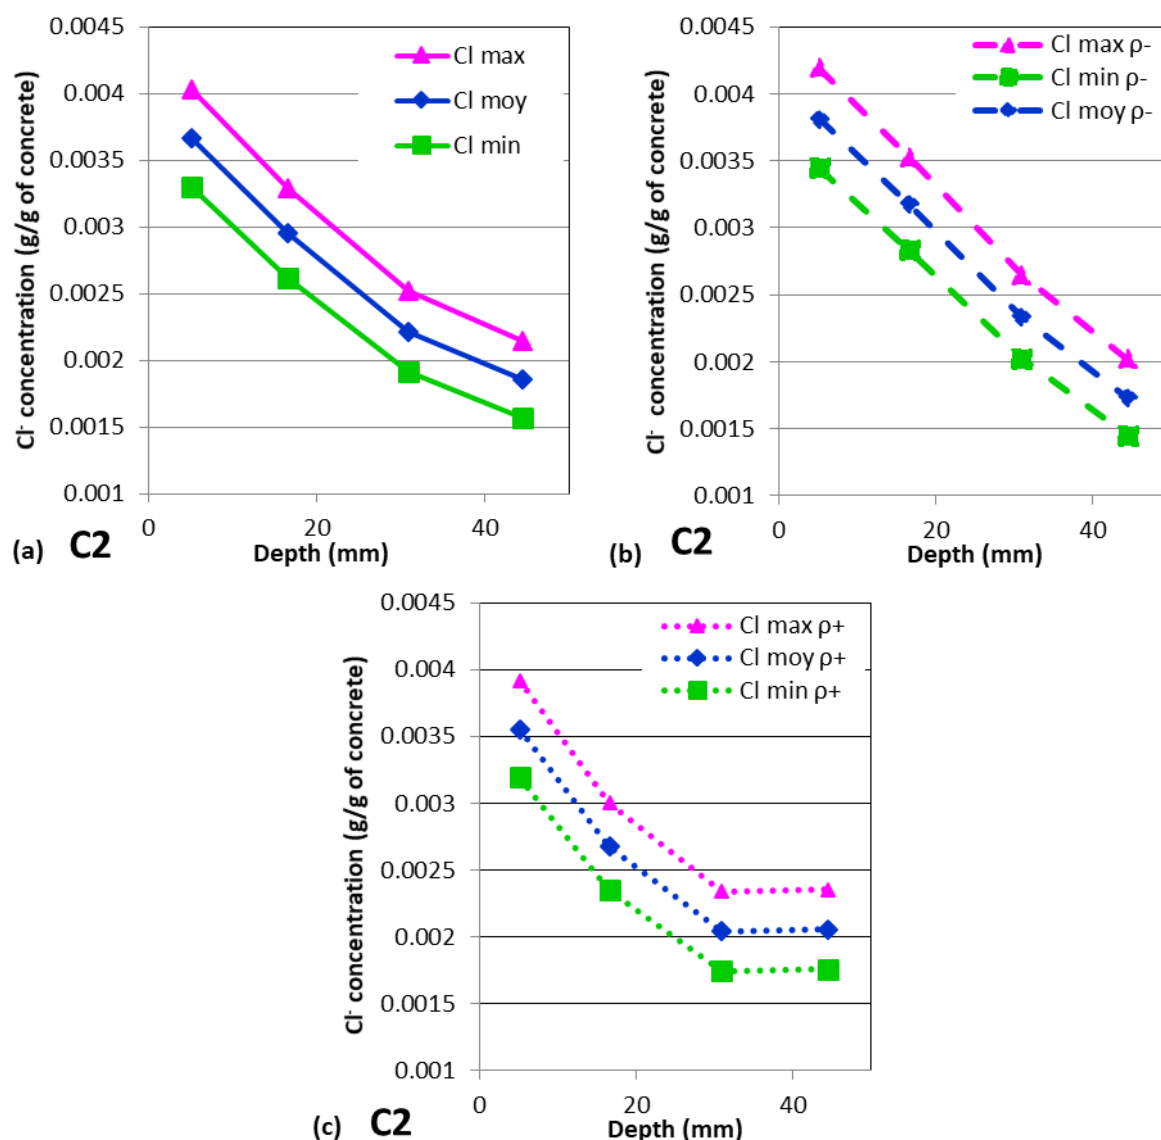 0.0045
0.004
0.0035
0.003
0.0025
0.002
0.0015
0.001
0
20
40
Cl⁻ concentration (g/g of concrete)
Depth (mm)
Cl max
Cl moy
Cl min
(a) C2
0.0045
0.004
0.0035
0.003
0.0025
0.002
0.0015
0.001
0
20
40
Cl⁻ concentration (g/g of concrete)
Depth (mm)
Cl max ρ-
Cl min ρ-
Cl moy ρ-
(b) C2
0.0045
0.004
0.0035
0.003
0.0025
0.002
0.0015
0.001
0
20
40
Cl⁻ concentration (g/g of concrete)
Depth (mm)
Cl max ρ+
Cl moy ρ+
Cl min ρ+
(c) C2